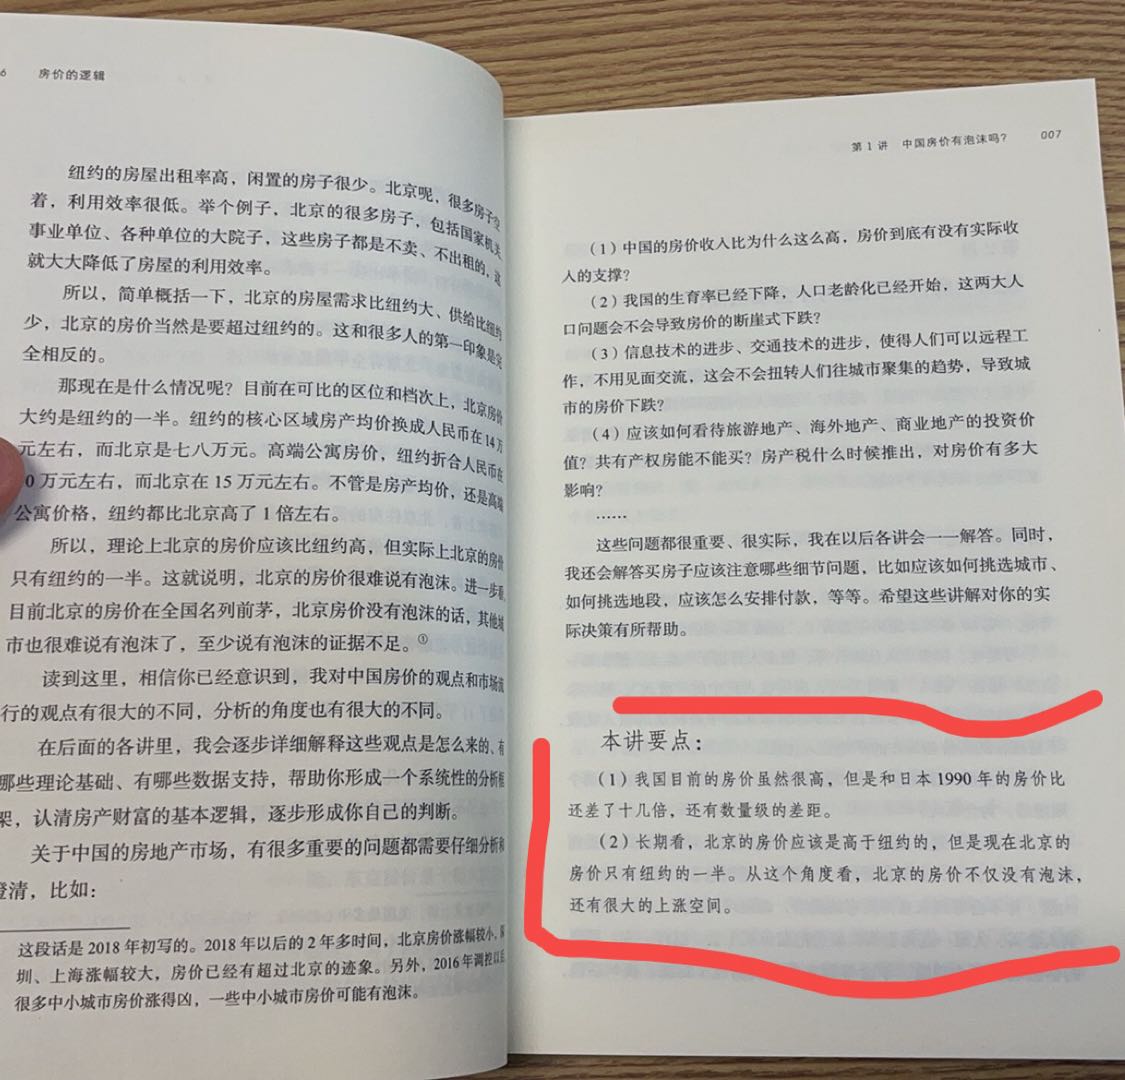 6 房价的逻辑
纽约的房屋出租率高，闲置的房子很少。北京呢，很多房子空
着，利用效率很低。举个例子，北京的很多房子，包括国家机关、
事业单位、各种单位的大院子，这些房子都是不卖、不出租的，这
就大大降低了房屋的利用效率。
所以，简单概括一下，北京的房屋需求比纽约大、供给比纽约
少，北京的房价当然是要超过纽约的。这和很多人的第一印象是完
全相反的。
那现在是什么情况呢？目前在可比的区位和档次上，北京房价
大约是纽约的一半。纽约的核心区域房产均价换成人民币在14万
元左右，而北京是七八万元。高端公寓房价，纽约折合人民币在
0万元左右，而北京在15万元左右。不管是房产均价，还是高端
公寓价格，纽约都比北京高了1倍左右。
所以，理论上北京的房价应该比纽约高，但实际上北京的房价
只有纽约的一半。这就说明，北京的房价很难说有泡沫。进一步看，
目前北京的房价在全国名列前茅，北京房价没有泡沫的话，其他城
市也很难说有泡沫了，至少说有泡沫的证据不足。①
读到这里，相信你已经意识到，我对中国房价的观点和市场流
行的观点有很大的不同，分析的角度也有很大的不同。
在后面的各讲里，我会逐步详细解释这些观点是怎么来的、有
哪些理论基础、有哪些数据支持，帮助你形成一个系统性的分析框
架，认清房产财富的基本逻辑，逐步形成你自己的判断。
关于中国的房地产市场，有很多重要的问题都需要仔细分析和
澄清，比如：
这段话是2018年初写的。2018年以后的2年多时间，北京房价涨幅较小，深
圳、上海涨幅较大，房价已经有超过北京的迹象。另外，2016年调控以后，
很多中小城市房价涨得凶，一些中小城市房价可能有泡沫。
第1讲 中国房价有泡沫吗？ 007
（1）中国的房价收入比为什么这么高，房价到底有没有实际收
人的支撑？
（2）我国的生育率已经下降，人口老龄化已经开始，这两大人
口问题会不会导致房价的断崖式下跌？
（3）信息技术的进步、交通技术的进步，使得人们可以远程工
作，不用见面交流，这会不会扭转人们往城市聚集的趋势，导致城
市的房价下跌？
（4）应该如何看待旅游地产、海外地产、商业地产的投资价
值？共有产权房能不能买？房产税什么时候推出，对房价有多大
影响？
……
这些问题都很重要、很实际，我在以后各讲会一一解答。同时，
我还会解答买房子应该注意哪些细节问题，比如应该如何挑选城市、
如何挑选地段，应该怎么安排付款，等等。希望这些讲解对你的实
际决策有所帮助。
本讲要点：
（1）我国目前的房价虽然很高，但是和日本1990年的房价比
还差了十几倍，还有数量级的差距。
（2）长期看，北京的房价应该是高于纽约的，但是现在北京的
房价只有纽约的一半。从这个角度看，北京的房价不仅没有泡沫，
还有很大的上涨空间。